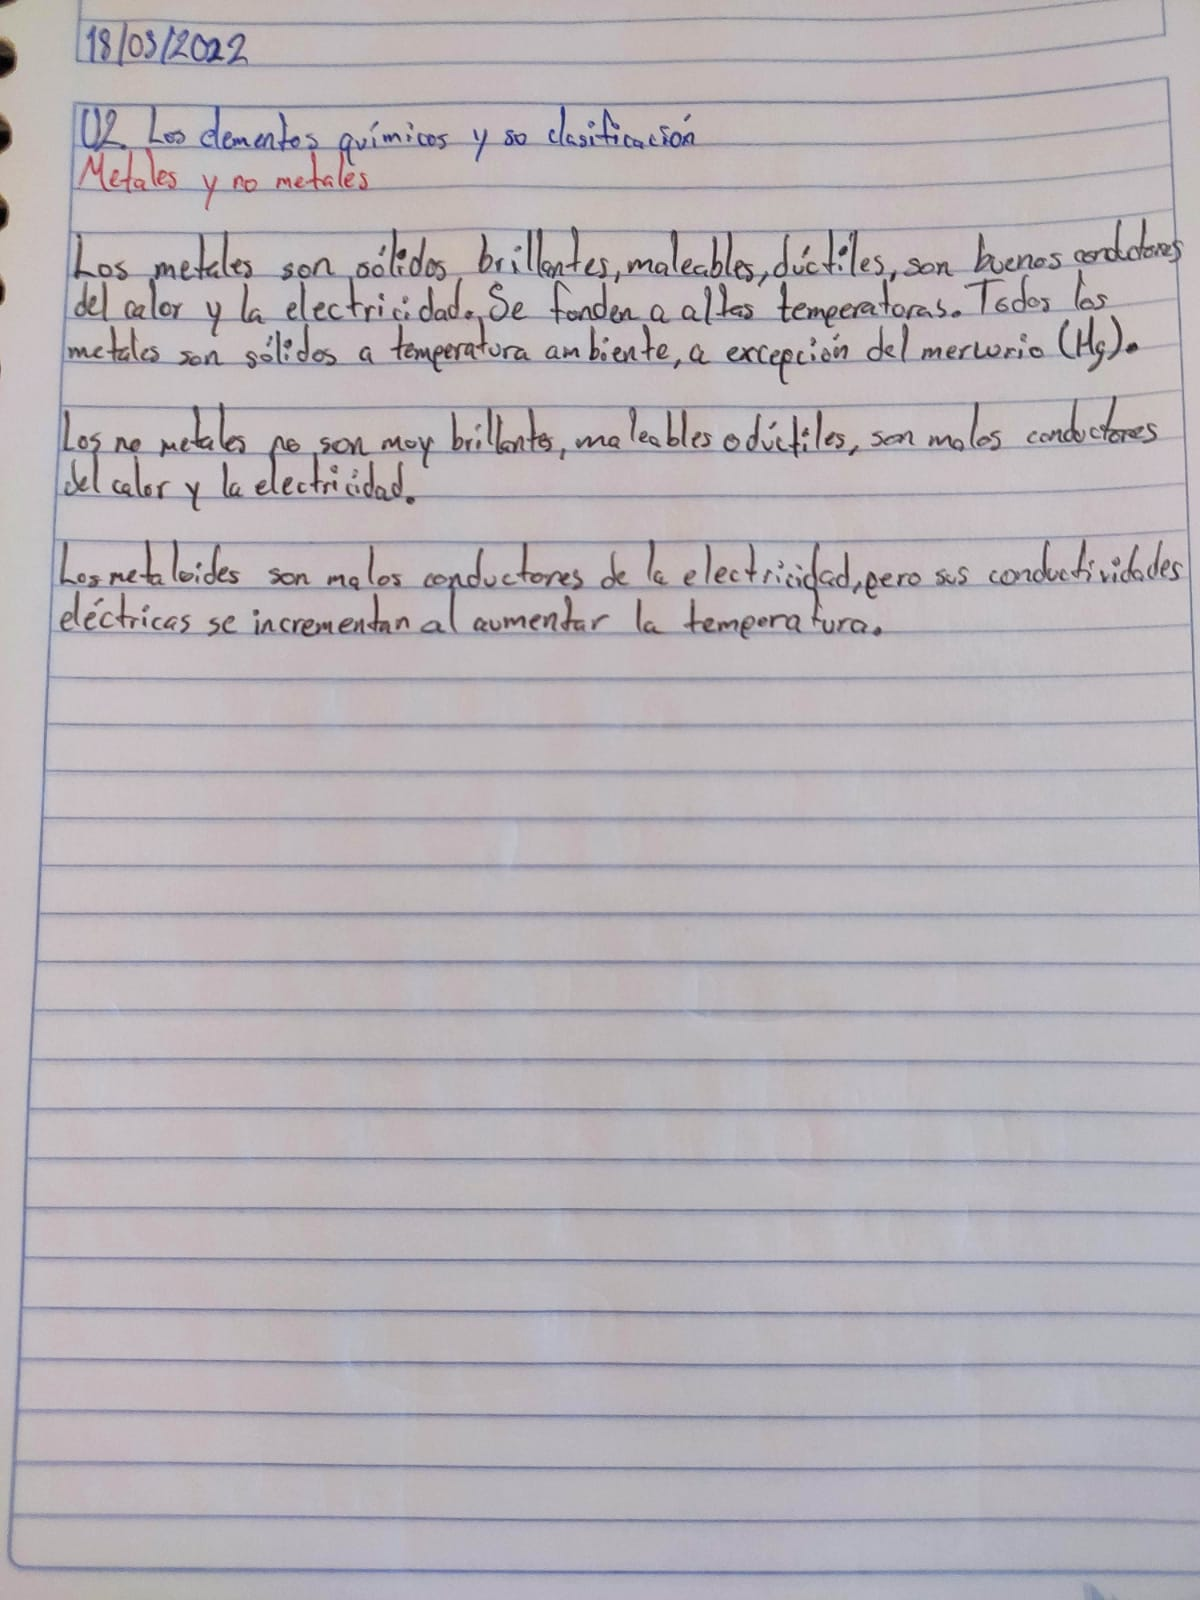 18/03/2022
U2. Los elementos químicos y su clasificación
Metales y no metales
Los metales son sólidos, brillantes, maleables, dúctiles, son buenos conductores
del calor y la electricidad. Se funden a altas temperaturas. Todos los
metales son sólidos a temperatura ambiente, a excepción del mercurio (Hg).
Los no metales no son muy brillantes, maleables o dúctiles, son malos conductores
del calor y la electricidad.
Los metaloides son malos conductores de la electricidad, pero sus conductividades
eléctricas se incrementan al aumentar la temperatura.